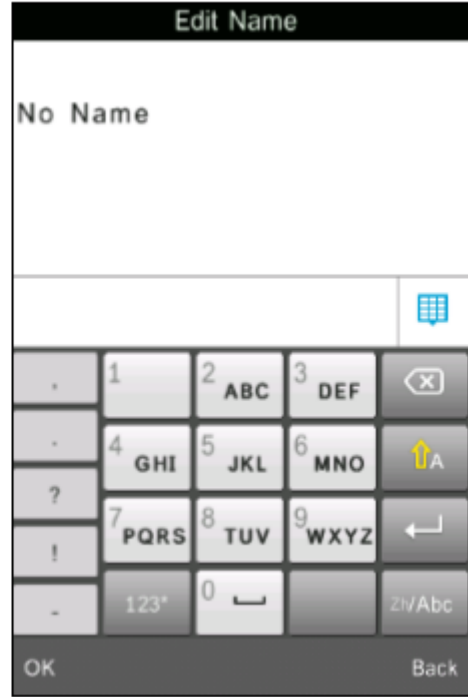 Edit Name
No Name
,
1
2 ABC
3 DEF
.
4 GHI
5 JKL
6 MNO
A
?
7 PQRS
8 TUV
9 WXYZ
!
-
123*
0
Zh/Abc
OK
Back